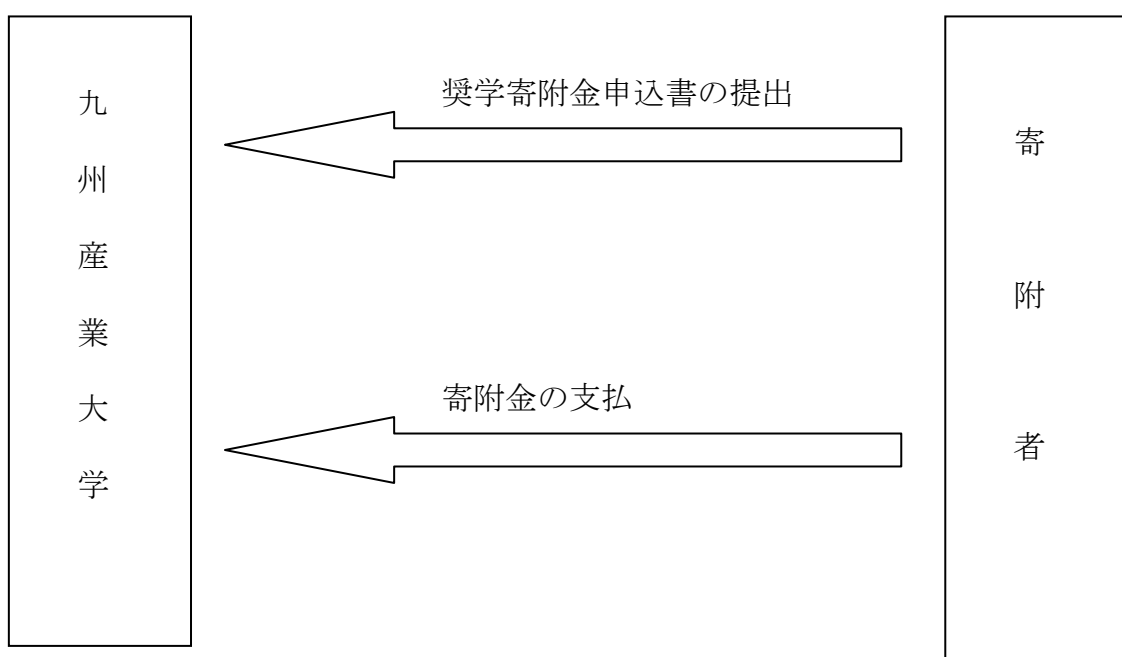 九州産業大学
奨学寄附金申込書の提出
寄附金の支払
寄附者